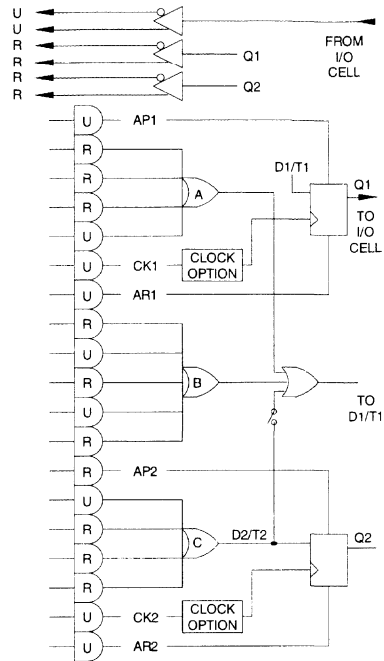 U
U
R
R
R
R
Q1
Q2
FROM
I/O
CELL
U AP1
R
R
R
U
A
D1/T1
Q1
TO
I/O
CELL
U CK1 CLOCK
OPTION
U AR1
R
U
R
U
R
B
TO
D1/T1
R AP2
U
R
R
R
C
D2/T2
Q2
U CK2 CLOCK
OPTION
U AR2